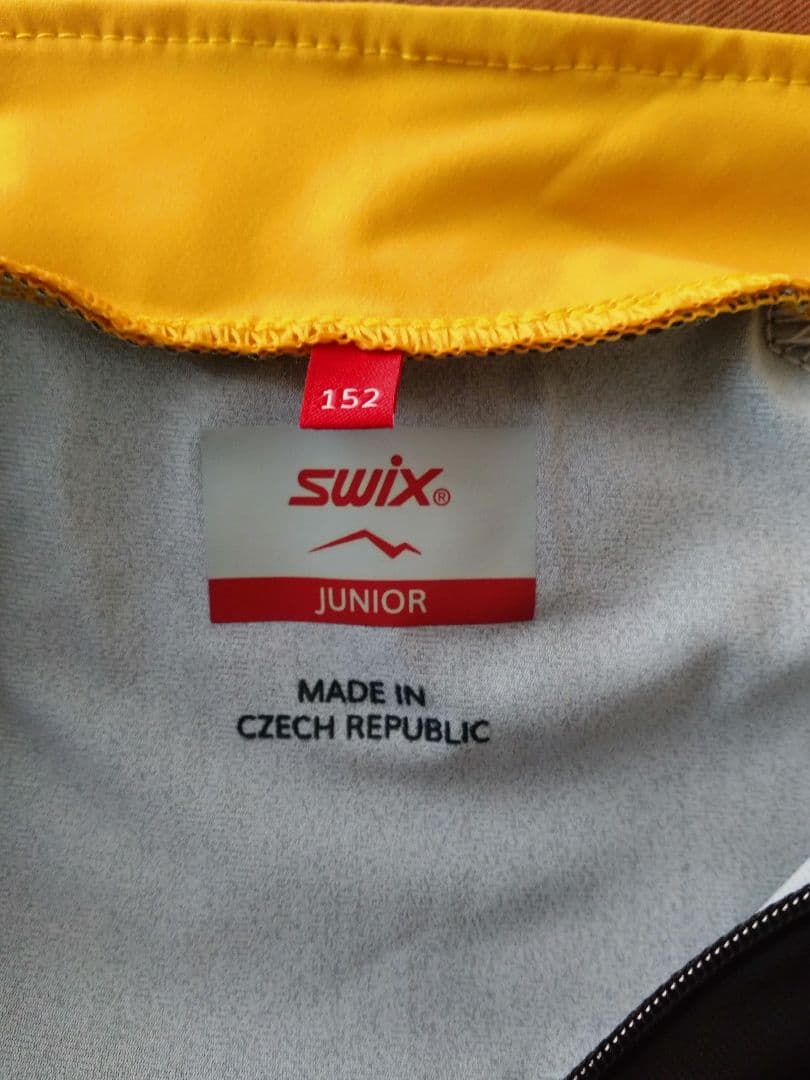 152
SWIX®
JUNIOR
MADE IN
CZECH REPUBLIC